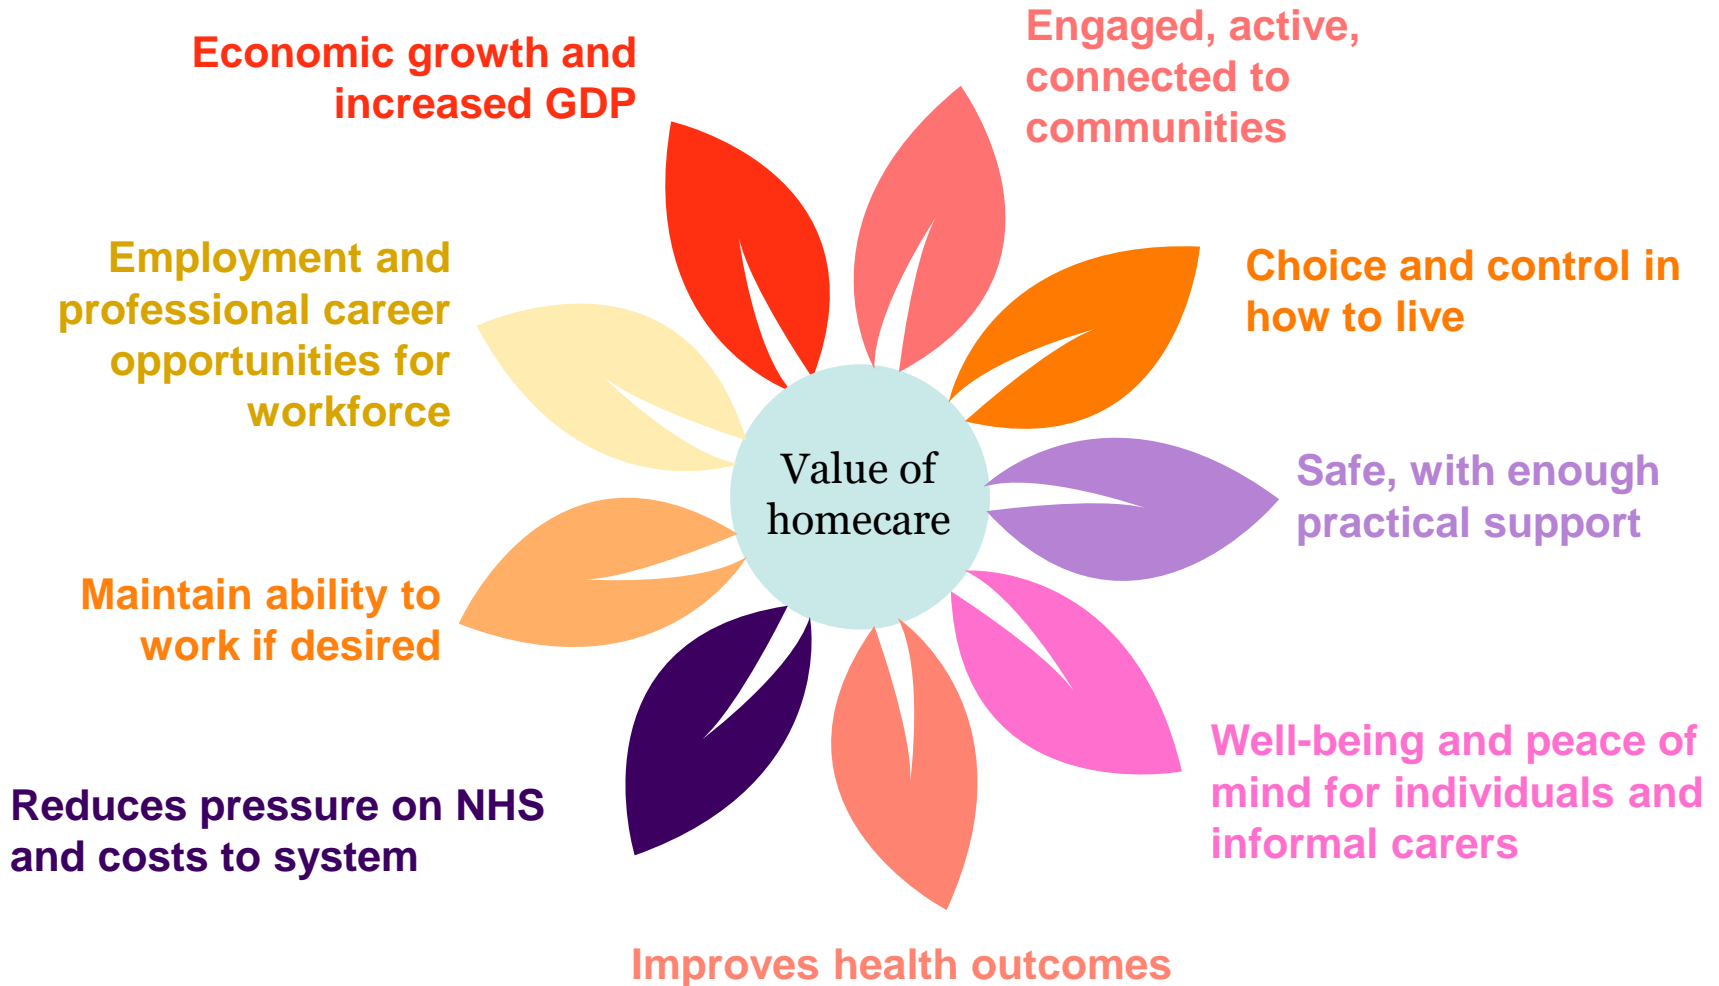 Economic growth and
increased GDP
Engaged, active,
connected to
communities
Employment and
professional career
opportunities for
workforce
Choice and control in
how to live
Value of
homecare
Safe, with enough
practical support
Maintain ability to
work if desired
Well-being and peace of
mind for individuals and
informal carers
Reduces pressure on NHS
and costs to system
Improves health outcomes